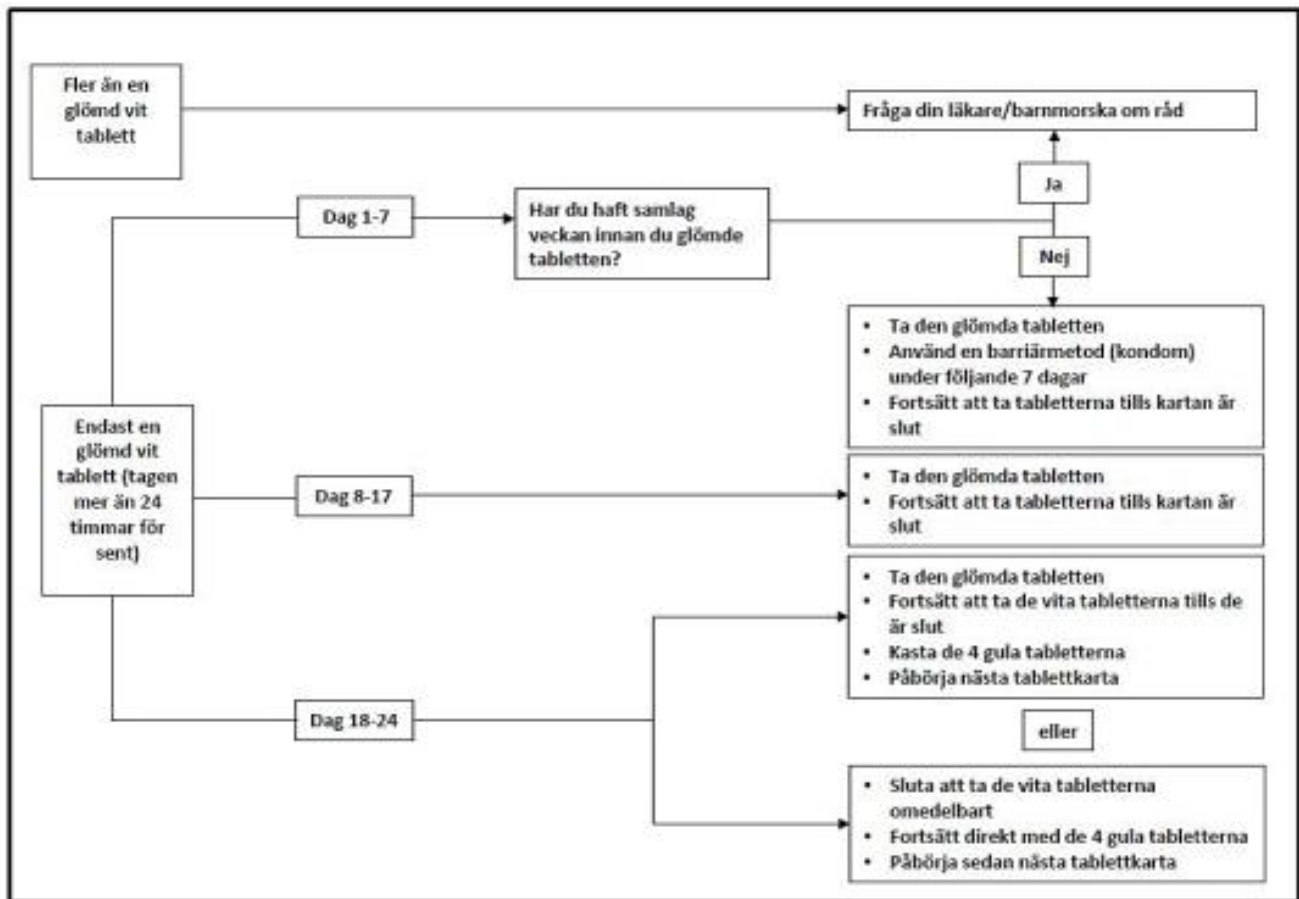 Fler än en
glömd vit
tablett
Fråga din läkare/barnmorska om råd
Ja
Dag 1-7
Har du haft samlag
veckan innan du glömde
tabletten?
Nej
• Ta den glömda tabletten
• Använd en barriärmetod (kondom)
under följande 7 dagar
• Fortsätt att ta tabletterna tills kartan är
slut
Endast en
glömd vit
tablett (tagen
mer än 24
timmar för
sent)
Dag 8-17
• Ta den glömda tabletten
• Fortsätt att ta tabletterna tills kartan är
slut
Dag 18-24
• Ta den glömda tabletten
• Fortsätt att ta de vita tabletterna tills de
är slut
• Kasta de 4 gula tabletterna
• Påbörja nästa tablettkarta
eller
• Sluta att ta de vita tabletterna
omedelbart
• Fortsätt direkt med de 4 gula tabletterna
• Påbörja sedan nästa tablettkarta